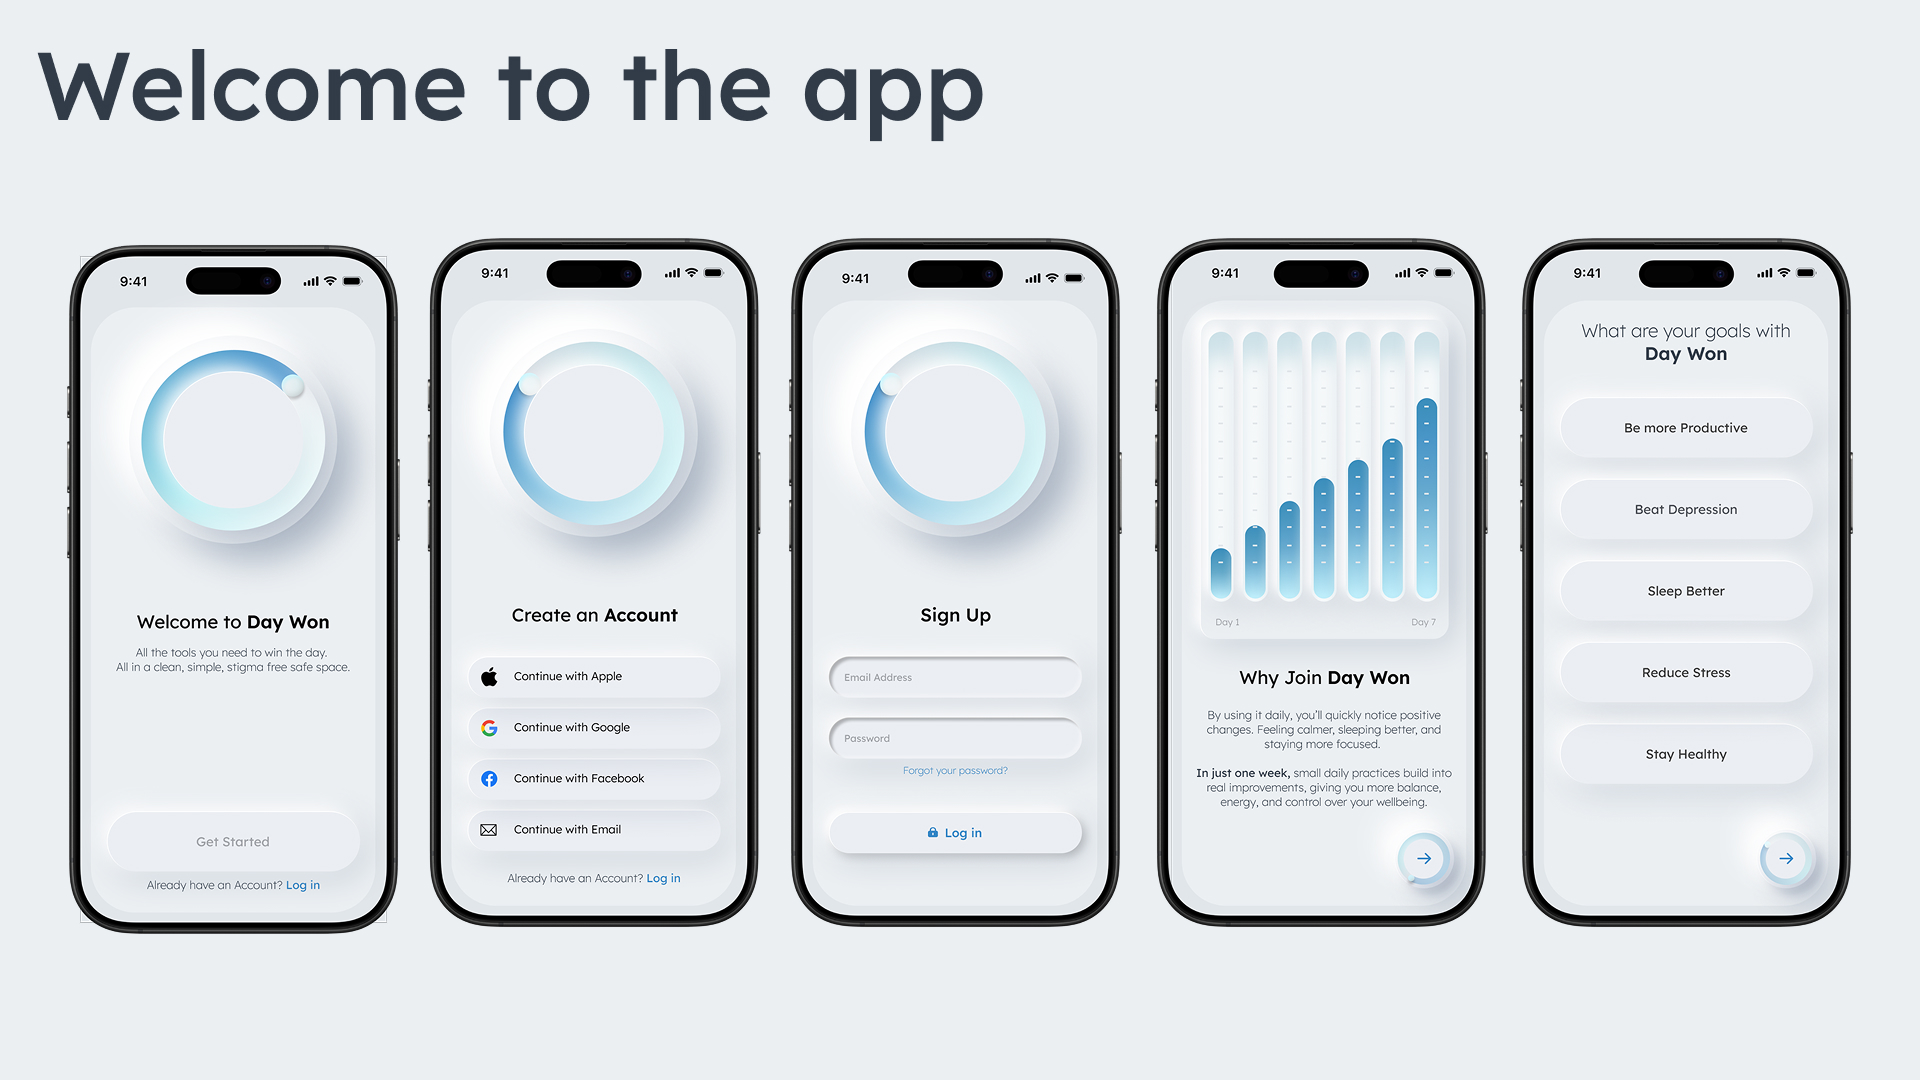 Welcome to the app
9:41
Welcome to Day Won
All the tools you need to win the day.
All in a clean, simple, stigma free safe space.
Get Started
Already have an Account? Log in
9:41
Create an Account
Continue with Apple
Continue with Google
Continue with Facebook
Continue with Email
Already have an Account? Log in
9:41
Sign Up
Email Address
Password
Forgot your password?
Log in
9:41
Day 1
Day 7
Why Join Day Won
By using it daily, you'll quickly notice positive
changes. Feeling calmer, sleeping better, and
staying more focused.
In just one week, small daily practices build into
real improvements, giving you more balance,
energy, and control over your wellbeing.
9:41
What are your goals with
Day Won
Be more Productive
Beat Depression
Sleep Better
Reduce Stress
Stay Healthy